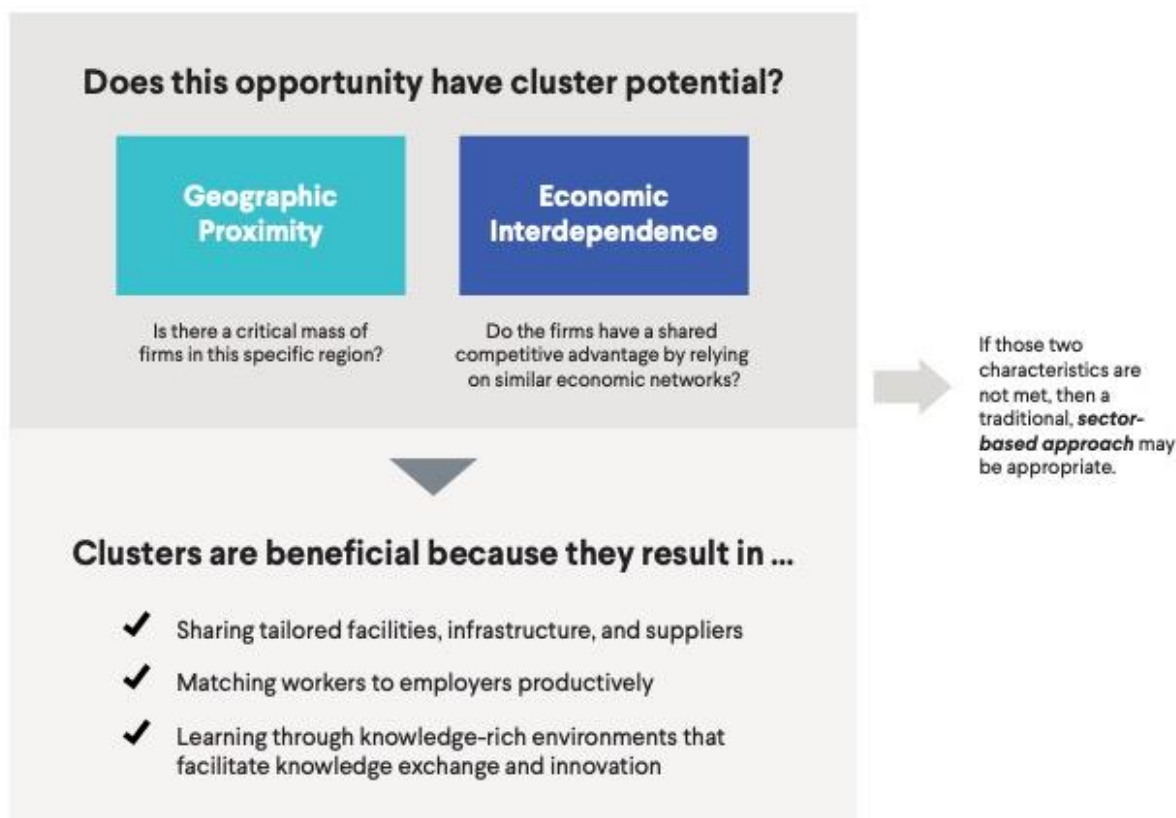 Does this opportunity have cluster potential?
Geographic
Proximity
Economic
Interdependence
Is there a critical mass of
firms in this specific region?
Do the firms have a shared
competitive advantage by relying
on similar economic networks?
If those two
characteristics are
not met, then a
traditional, sector-
based approach may
be appropriate.
Clusters are beneficial because they result in ...
Sharing tailored facilities, infrastructure, and suppliers
Matching workers to employers productively
Learning through knowledge-rich environments that
facilitate knowledge exchange and innovation